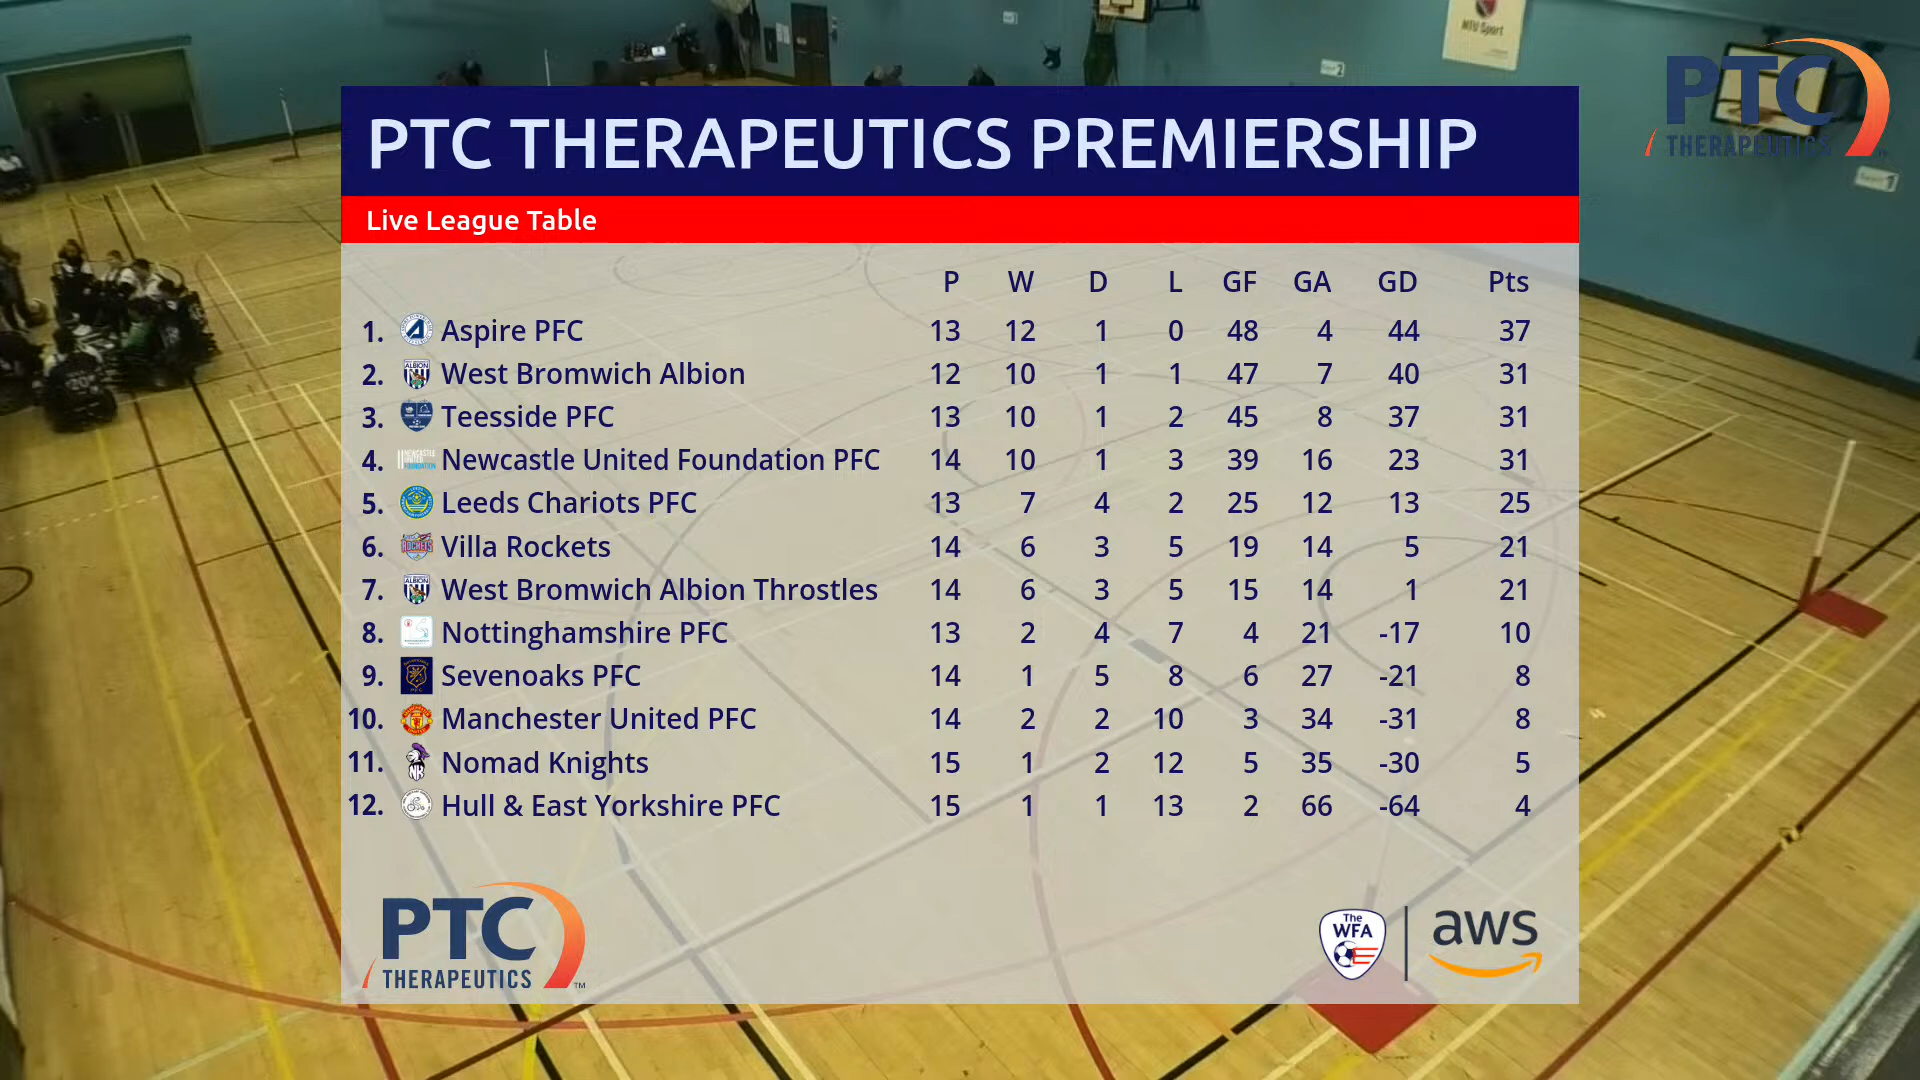 MTU Sport
PTC
THERAPEUTICS
PTC THERAPEUTICS PREMIERSHIP
Live League Table
P W D L GF GA GD Pts
1. Aspire PFC 13 12 1 0 48 4 44 37
2. West Bromwich Albion 12 10 1 1 47 7 40 31
3. Teesside PFC 13 10 1 2 45 8 37 31
4. Newcastle United Foundation PFC 14 10 1 3 39 16 23 31
5. Leeds Chariots PFC 13 7 4 2 25 12 13 25
6. Villa Rockets 14 6 3 5 19 14 5 21
7. West Bromwich Albion Throstles 14 6 3 5 15 14 1 21
8. Nottinghamshire PFC 13 2 4 7 4 21 -17 10
9. Sevenoaks PFC 14 1 5 8 6 27 -21 8
10. Manchester United PFC 14 2 2 10 3 34 -31 8
11. Nomad Knights 15 1 2 12 5 35 -30 5
12. Hull & East Yorkshire PFC 15 1 1 13 2 66 -64 4
PTC
THERAPEUTICS TM
The
WFA
aws